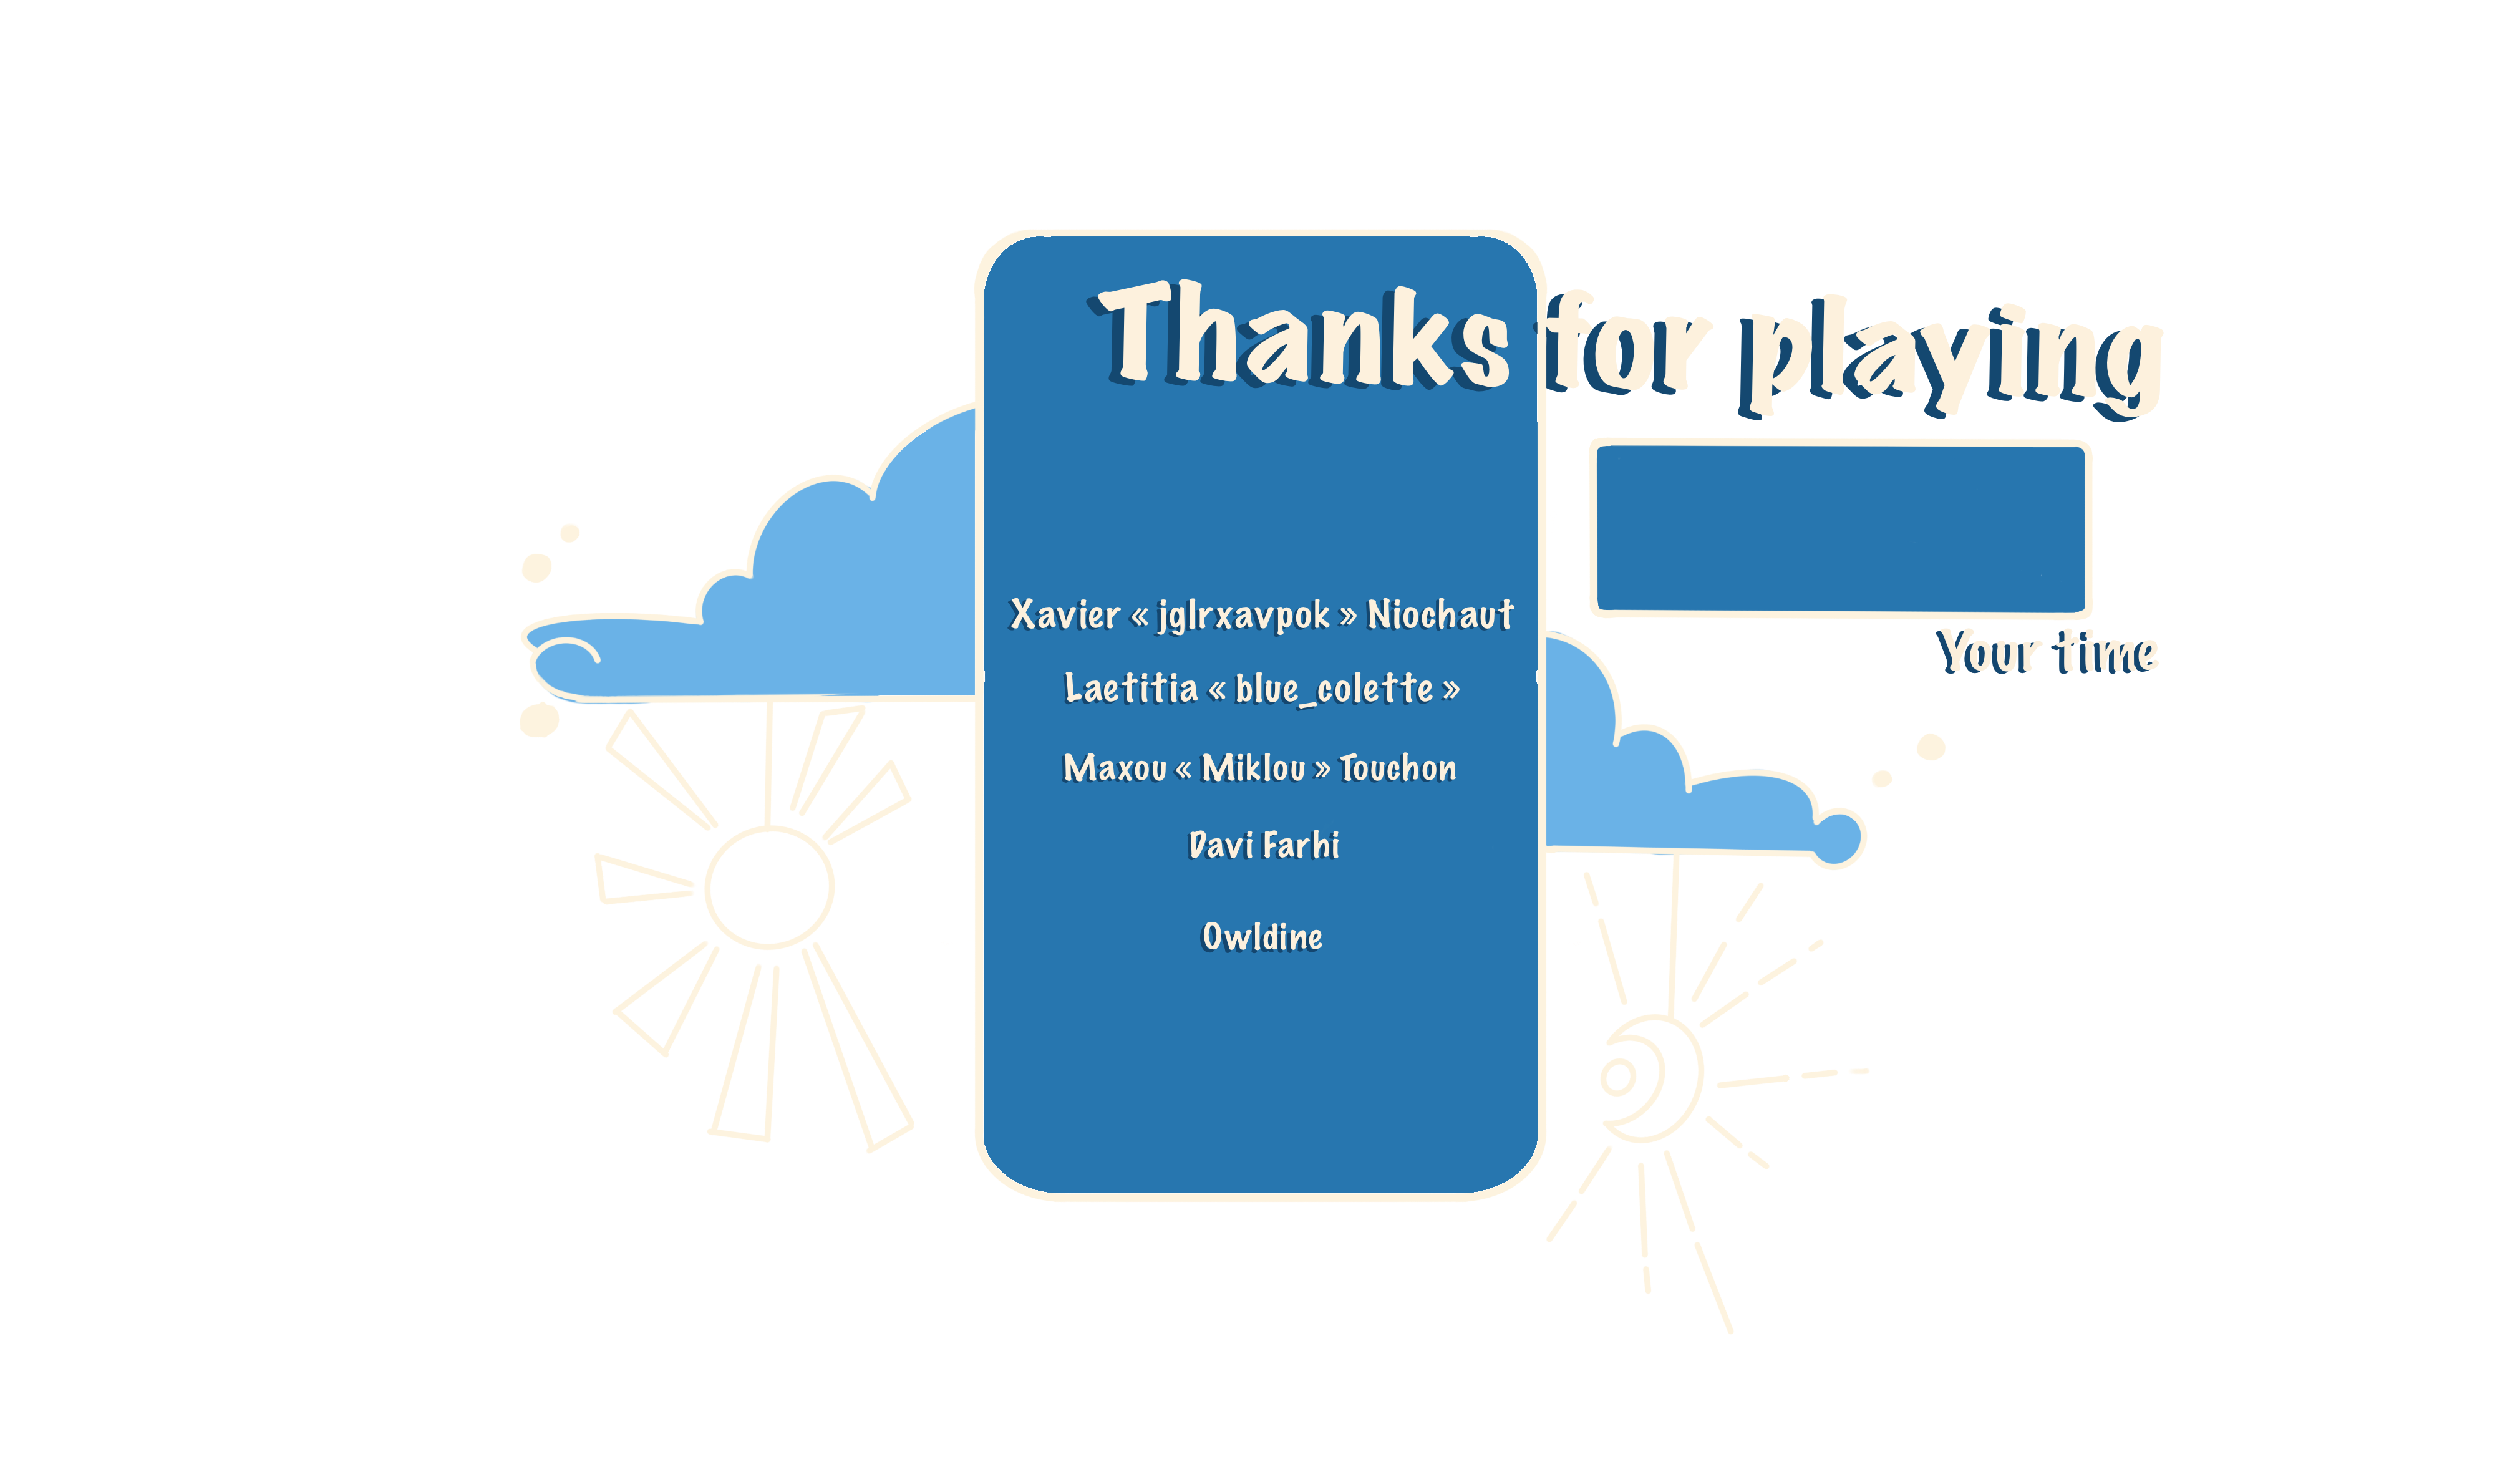 Thanks for playing
Your time
Xavier « jglrxavpok » Niochaut
Laetitia « blue_colette »
Maxou « Miklou » Touchon
Davi Farhi
Owldine